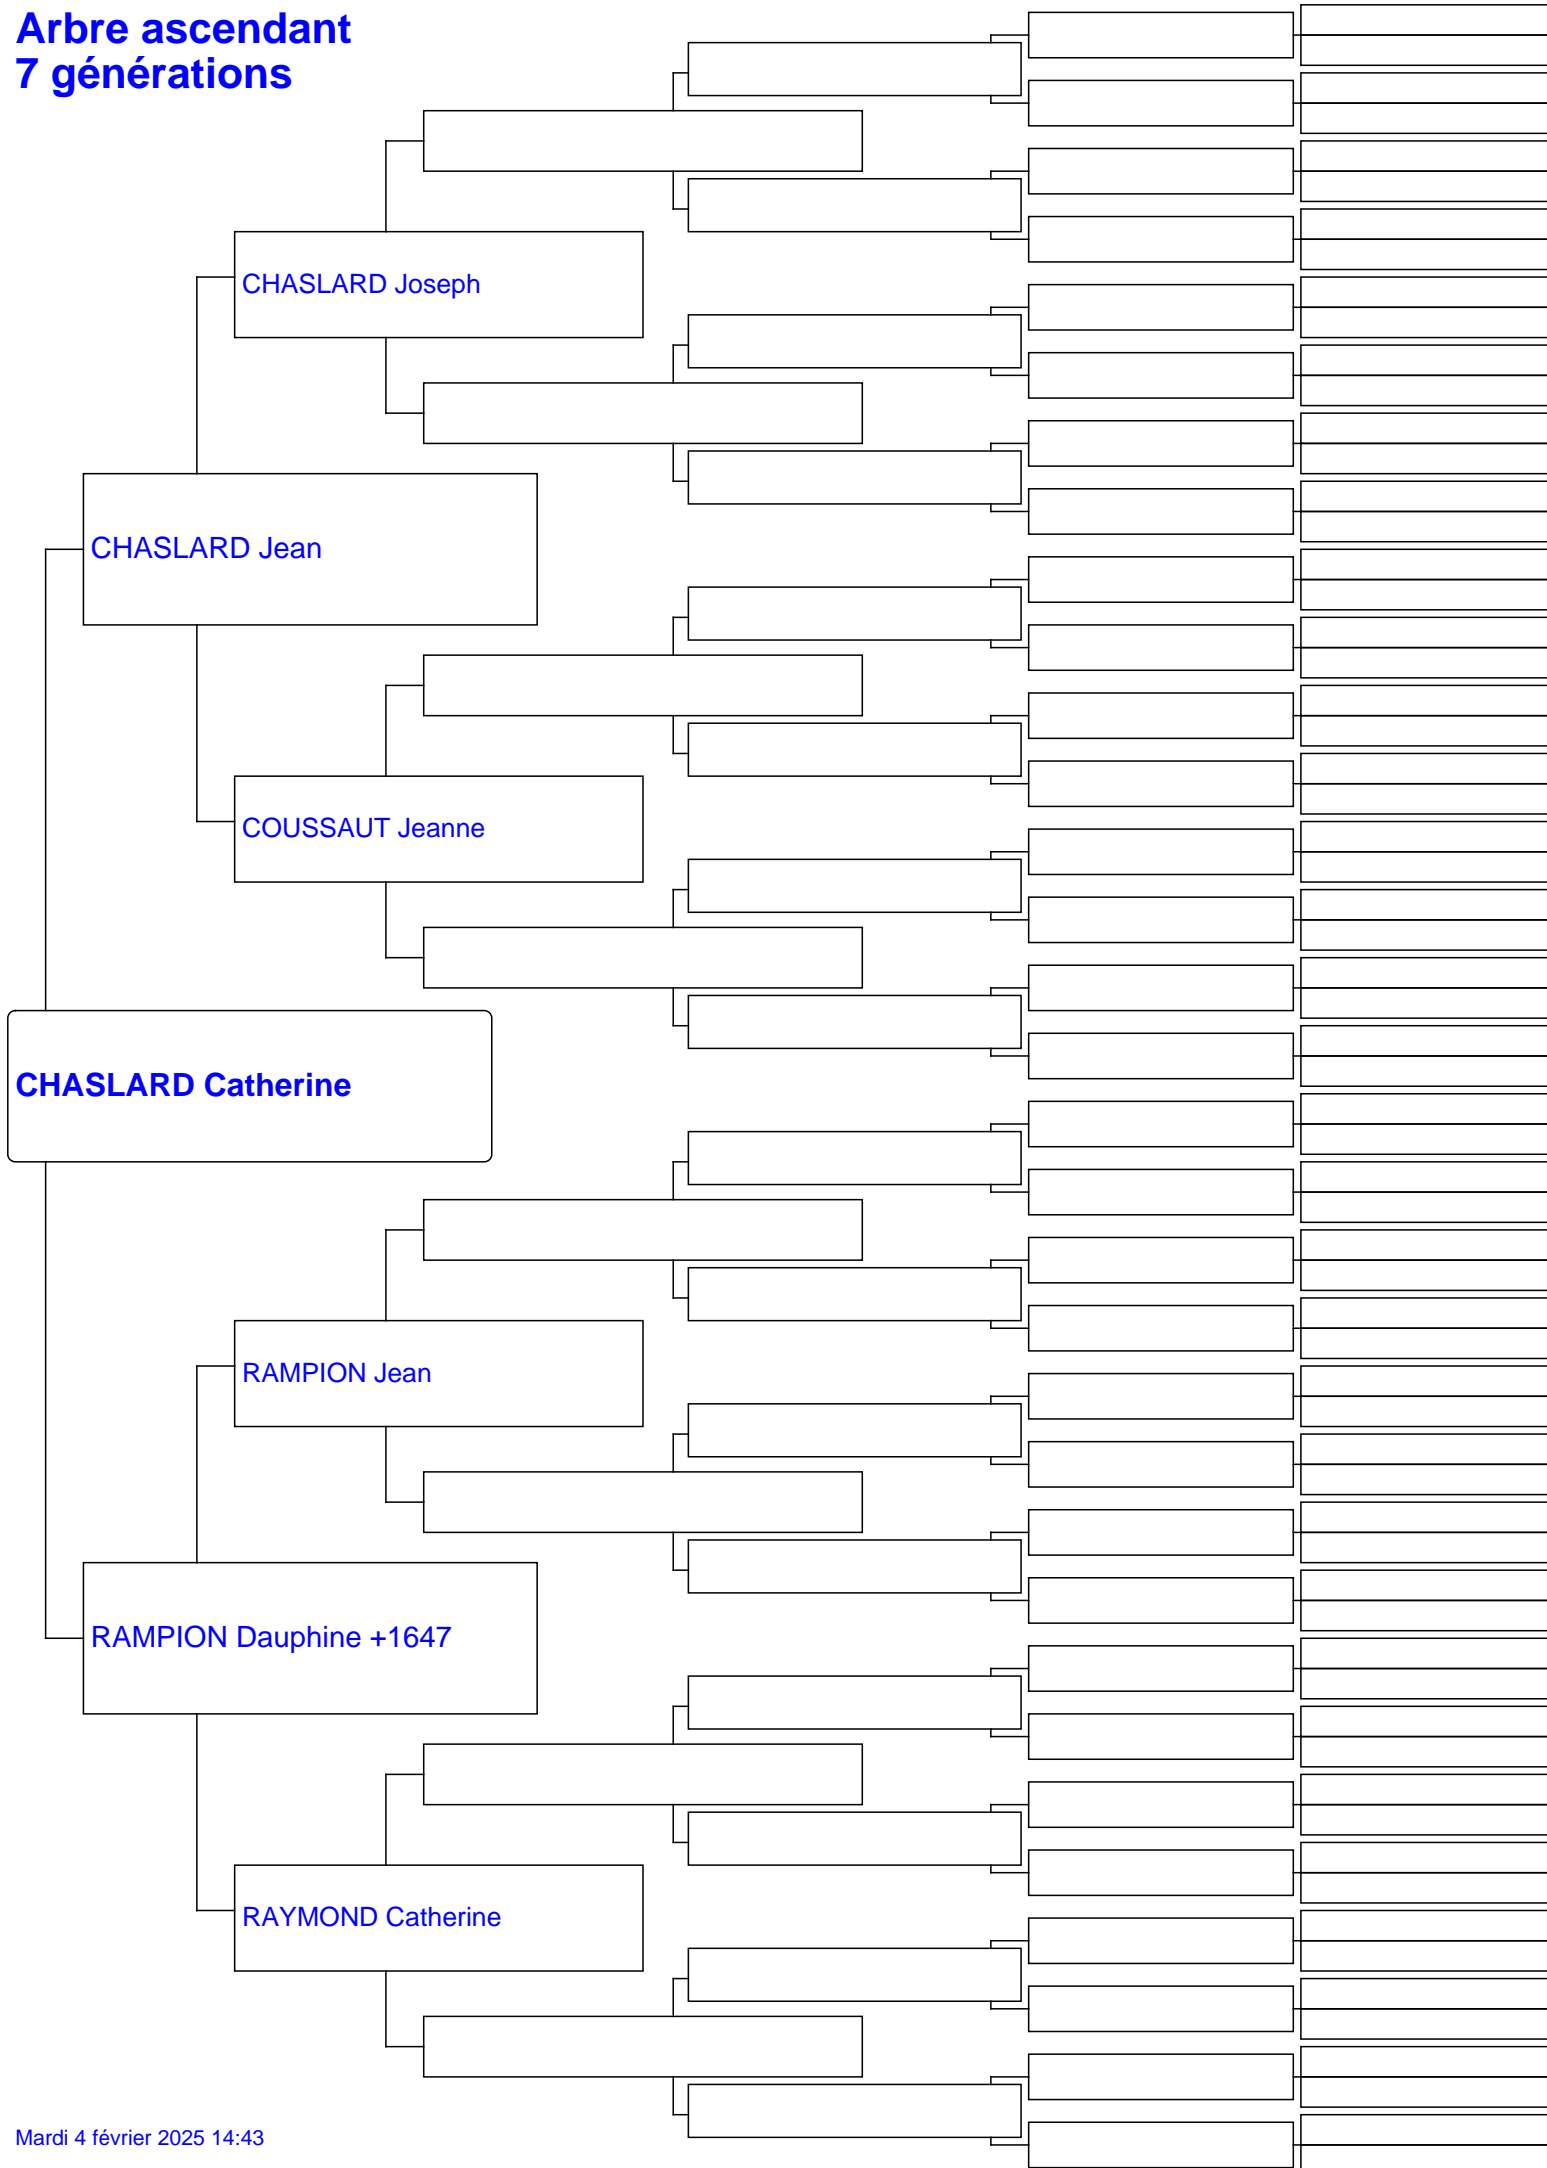 Arbre ascendant
7 générations
CHASLARD Joseph
CHASLARD Jean
COUSSAUT Jeanne
CHASLARD Catherine
RAMPION Jean
RAMPION Dauphine +1647
RAYMOND Catherine
Mardi 4 février 2025 14:43